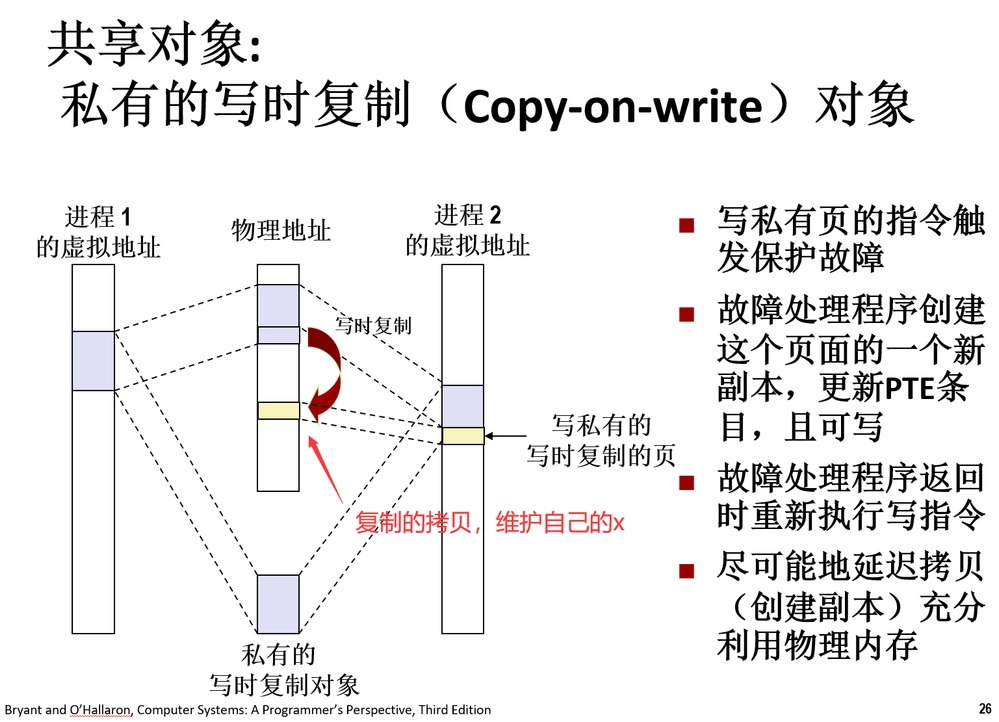 共享对象:
私有的写时复制（Copy-on-write）对象
进程 1
的虚拟地址
物理地址
进程 2
的虚拟地址
写时复制
写私有的
写时复制的页
复制的拷贝，维护自己的x
私有的
写时复制对象
■ 写私有页的指令触
发保护故障
■ 故障处理程序创建
这个页面的一个新
副本，更新PTE条
目，且可写
■ 故障处理程序返回
时重新执行写指令
■ 尽可能地延迟拷贝
（创建副本）充分
利用物理内存
Bryant and O’Hallaron, Computer Systems: A Programmer’s Perspective, Third Edition
26